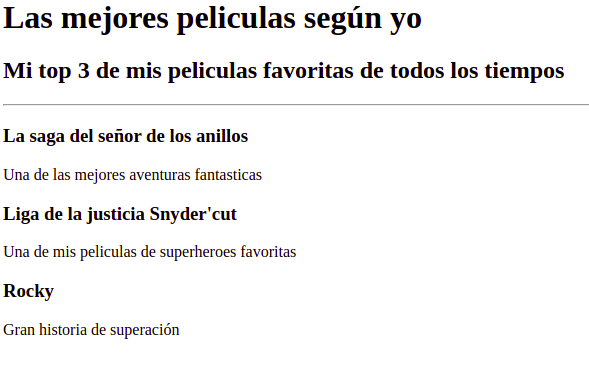 Las mejores peliculas según yo
Mi top 3 de mis peliculas favoritas de todos los tiempos
La saga del señor de los anillos
Una de las mejores aventuras fantasticas
Liga de la justicia Snyder'cut
Una de mis peliculas de superheroes favoritas
Rocky
Gran historia de superación